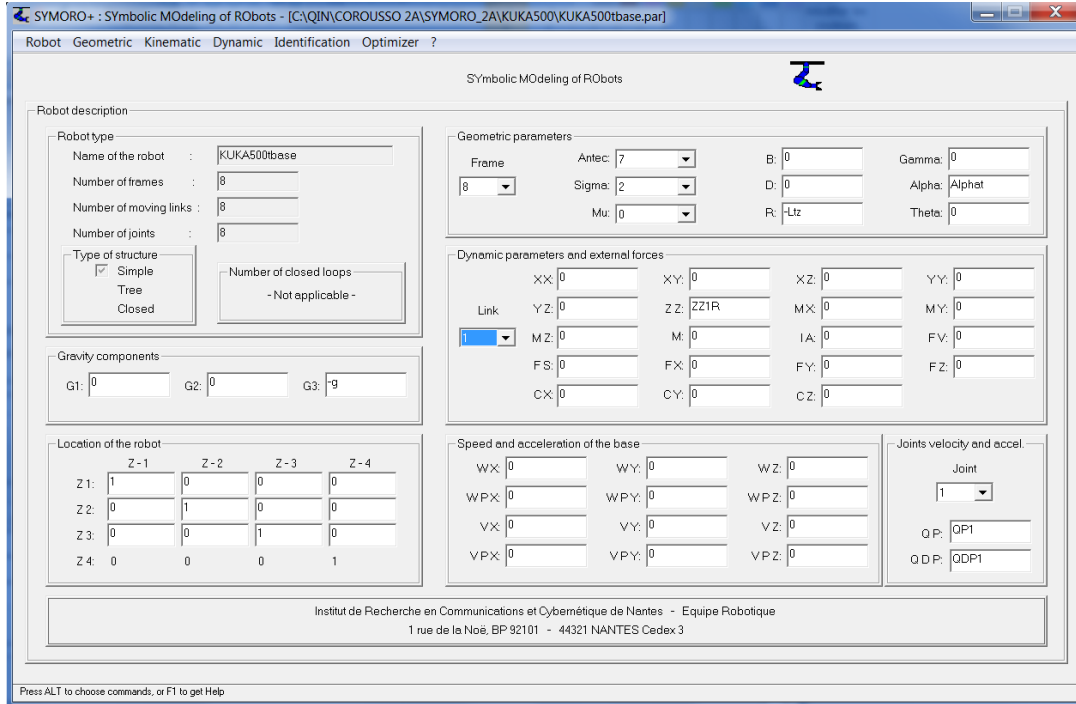 SYMORO+ : SYmbolic MOdeling of RObots - [C:\QIN\COROUSSO 2A\SYMORO_2A\KUKA500\KUKA500tbase.par]
Robot Geometric Kinematic Dynamic Identification Optimizer ?
SYmbolic MOdeling of RObots
Robot description
Robot type
Name of the robot : KUKA500tbase
Number of frames : 8
Number of moving links : 8
Number of joints : 8
Type of structure
Simple
Tree
Closed
Number of closed loops
- Not applicable -
Geometric parameters
Frame
8
Antec: 7
Sigma: 2
Mu: 0
B: 0
D: 0
R: -Ltz
Gamma: 0
Alpha: Alphat
Theta: 0
Gravity components
G1: 0 G2: 0 G3: -g
Dynamic parameters and external forces
Link
1
XX: 0 XY: 0 XZ: 0 YY: 0
YZ: 0 ZZ: ZZ1R MX: 0 MY: 0
MZ: 0 M: 0 IA: 0 FV: 0
FS: 0 FX: 0 FY: 0 FZ: 0
CX: 0 CY: 0 CZ: 0
Location of the robot
Z-1 Z-2 Z-3 Z-4
Z1: 1 0 0 0
Z2: 0 1 0 0
Z3: 0 0 1 0
Z4: 0 0 0 1
Speed and acceleration of the base
WX: 0 WY: 0 WZ: 0
WPX: 0 WPY: 0 WPZ: 0
VX: 0 VY: 0 VZ: 0
VPX: 0 VPY: 0 VPZ: 0
Joints velocity and accel.
Joint
1
QP: QP1
QDP: QDP1
Institut de Recherche en Communications et Cybernétique de Nantes - Equipe Robotique
1 rue de la Noë, BP 92101 - 44321 NANTES Cedex 3
Press ALT to choose commands, or F1 to get Help